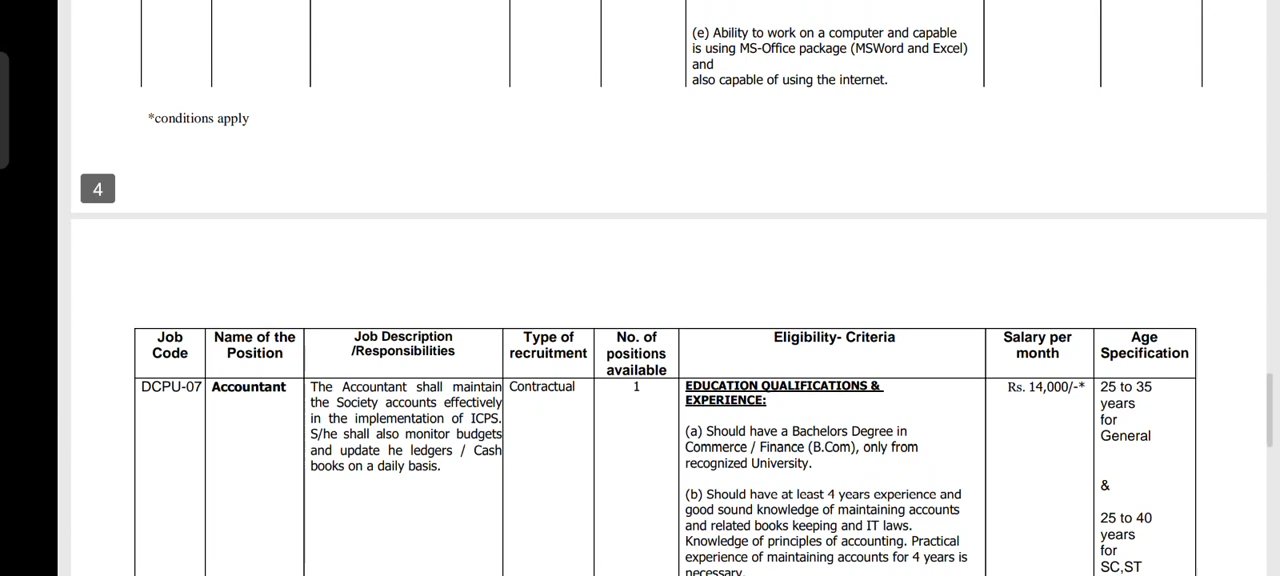 (e) Ability to work on a computer and capable
is using MS-Office package (MSWord and Excel)
and
also capable of using the internet.
*conditions apply
4
Job
Code
Name of the
Position
Job Description
/Responsibilities
Type of
recruitment
No. of
positions
available
Eligibility- Criteria
Salary per
month
Age
Specification
DCPU-07
Accountant
The Accountant shall maintain
the Society accounts effectively
in the implementation of ICPS.
S/he shall also monitor budgets
and update he ledgers / Cash
books on a daily basis.
Contractual
1
EDUCATION QUALIFICATIONS &
EXPERIENCE:
(a) Should have a Bachelors Degree in
Commerce / Finance (B.Com), only from
recognized University.
(b) Should have at least 4 years experience and
good sound knowledge of maintaining accounts
and related books keeping and IT laws.
Knowledge of principles of accounting. Practical
experience of maintaining accounts for 4 years is
necessary.
Rs. 14,000/-*
25 to 35
years
for
General
&
25 to 40
years
for
SC,ST